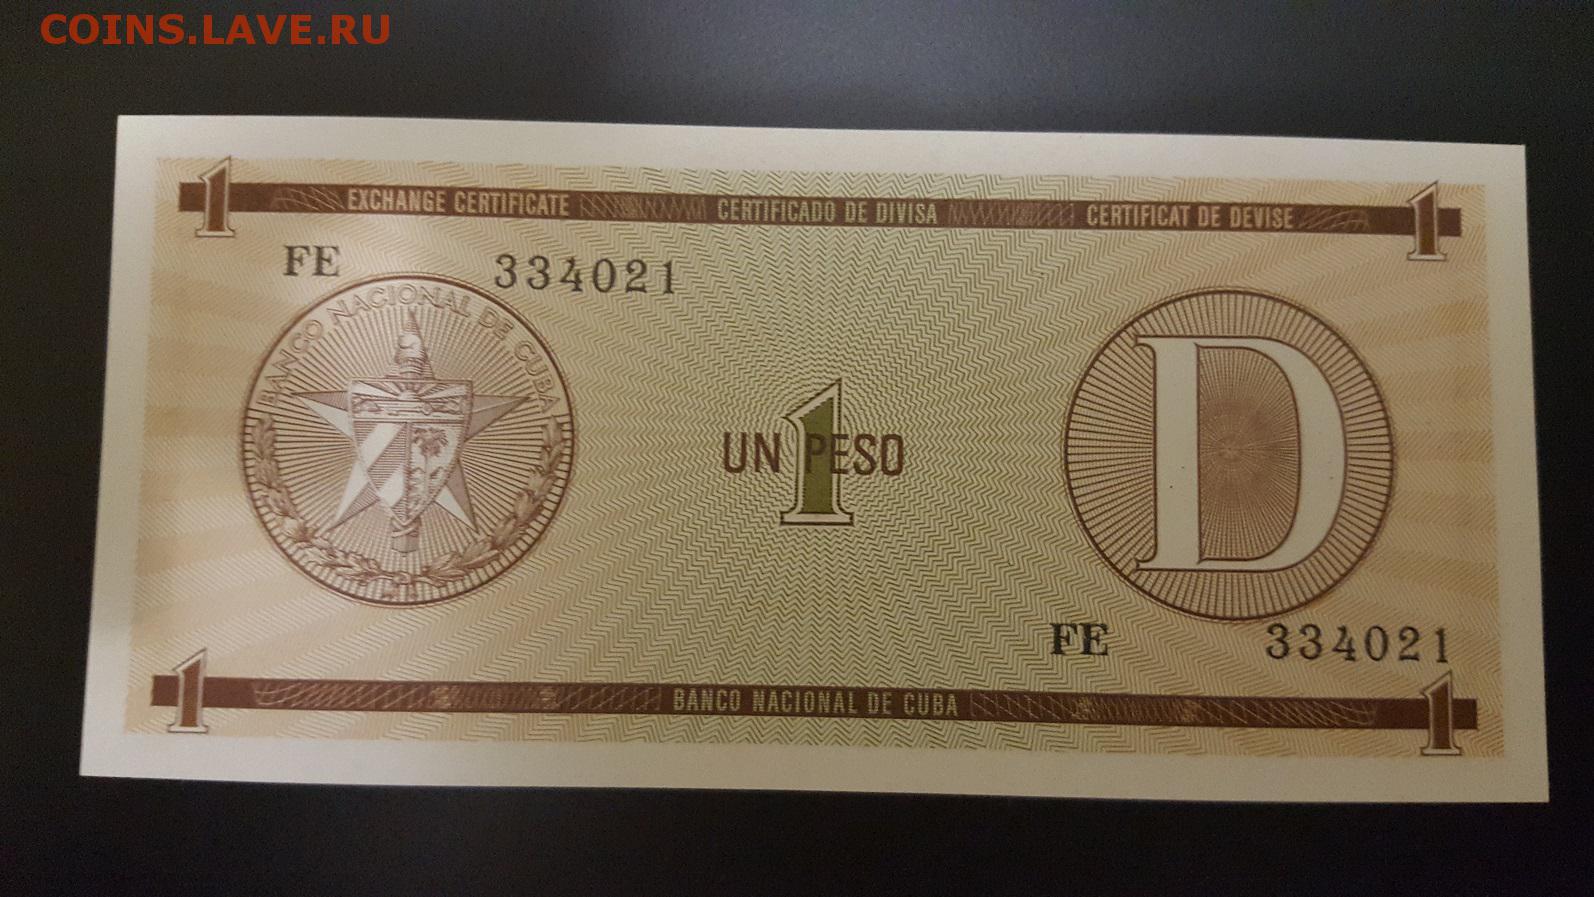 COINS.LAVE.RU
1 EXCHANGE CERTIFICATE CERTIFICADO DE DIVISA CERTIFICAT DE DEVISE 1
FE 334021
BANCO NACIONAL DE CUBA
D
UN PESO
1
FE 334021
1 BANCO NACIONAL DE CUBA 1